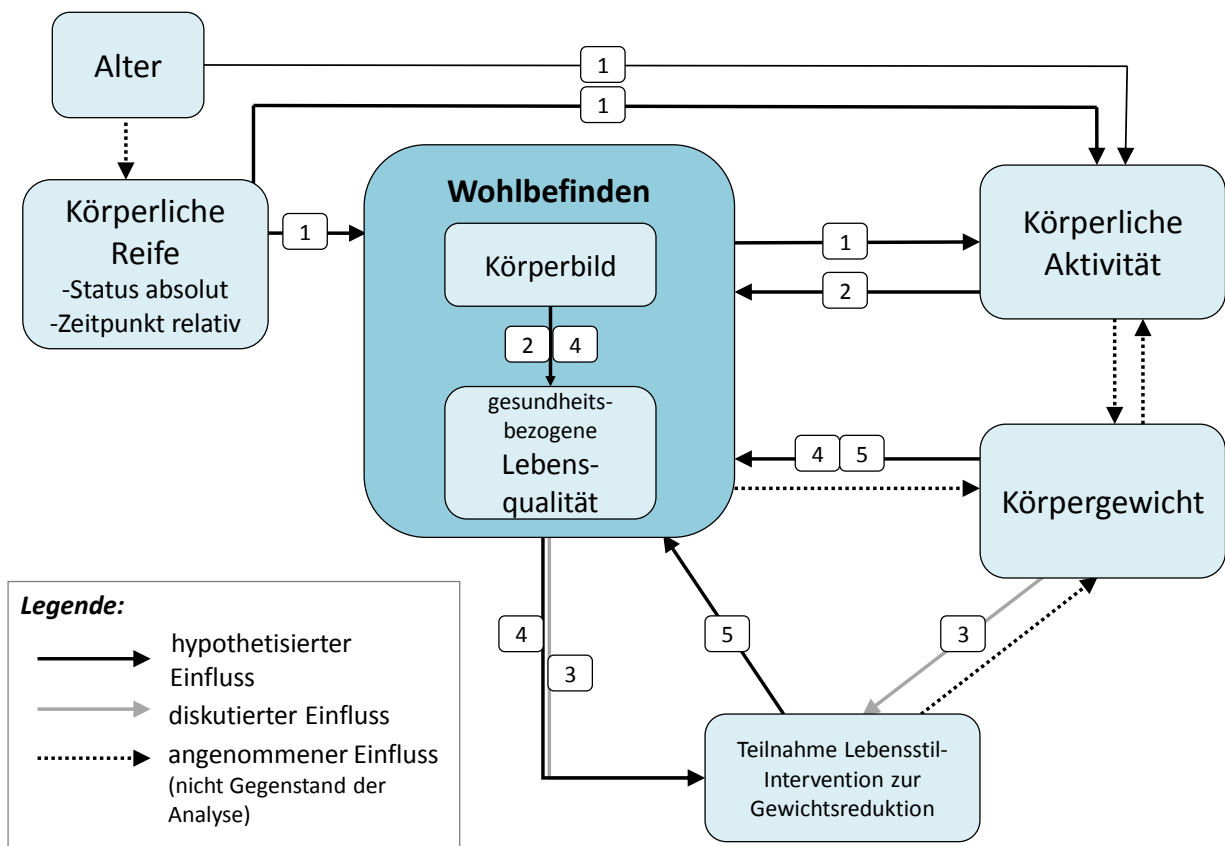 Alter
1
1
Körperliche
Reife
-Status absolut
-Zeitpunkt relativ
1
Wohlbefinden
Körperbild
2 4
gesundheits-
bezogene
Lebens-
qualität
1
2
Körperliche
Aktivität
4 5
Körpergewicht
4
3
5
3
Teilnahme Lebensstil-
Intervention zur
Gewichtsreduktion
Legende:
hypothetisierter
Einfluss
diskutierter Einfluss
angenommener Einfluss
(nicht Gegenstand der
Analyse)